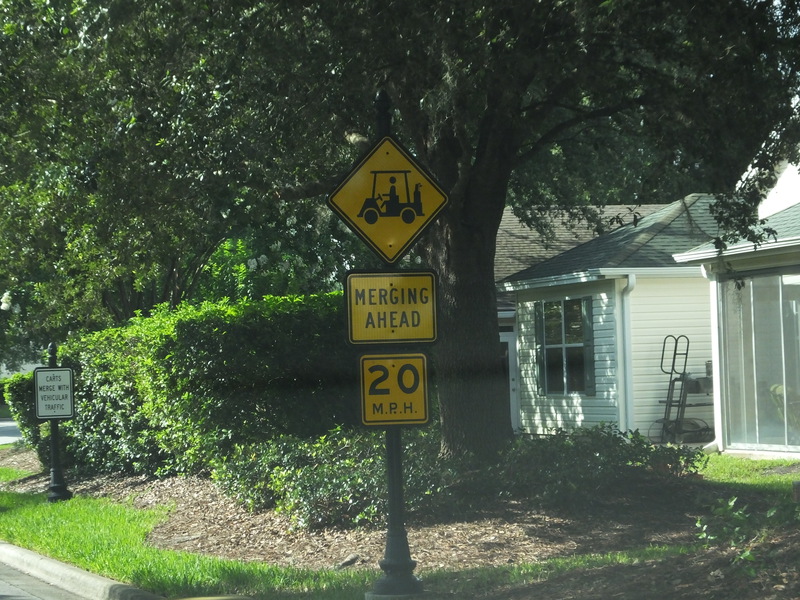 MERGING
AHEAD
20
M.P.H.
CARTS
MERGE WITH
VEHICULAR
TRAFFIC